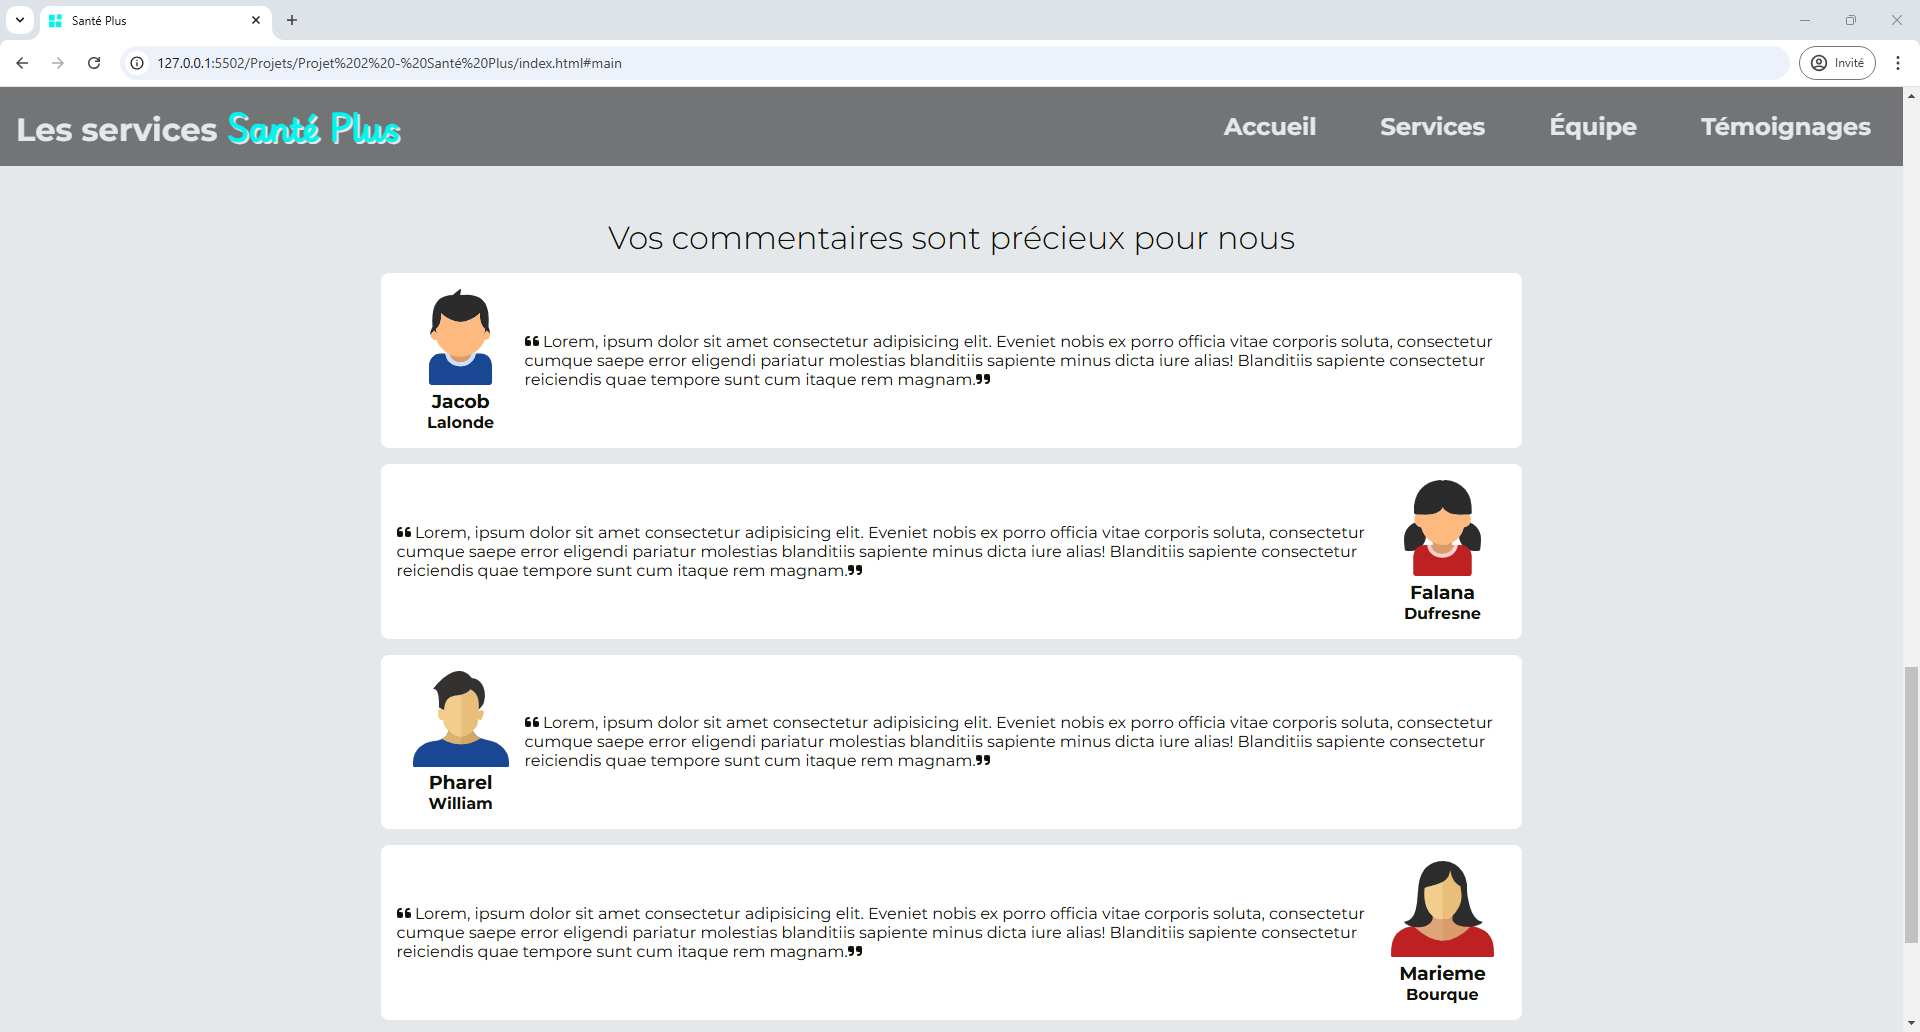 Santé Plus
127.0.0.1:5502/Projets/Projet%202%20-%20Santé%20Plus/index.html#main
Invité
Les services Santé Plus
Accueil Services Équipe Témoignages
Vos commentaires sont précieux pour nous
❝ Lorem, ipsum dolor sit amet consectetur adipisicing elit. Eveniet nobis ex porro officia vitae corporis soluta, consectetur
cumque saepe error eligendi pariatur molestias blanditiis sapiente minus dicta iure alias! Blanditiis sapiente consectetur
reiciendis quae tempore sunt cum itaque rem magnam.❞
Jacob
Lalonde
❝ Lorem, ipsum dolor sit amet consectetur adipisicing elit. Eveniet nobis ex porro officia vitae corporis soluta, consectetur
cumque saepe error eligendi pariatur molestias blanditiis sapiente minus dicta iure alias! Blanditiis sapiente consectetur
reiciendis quae tempore sunt cum itaque rem magnam.❞
Falana
Dufresne
❝ Lorem, ipsum dolor sit amet consectetur adipisicing elit. Eveniet nobis ex porro officia vitae corporis soluta, consectetur
cumque saepe error eligendi pariatur molestias blanditiis sapiente minus dicta iure alias! Blanditiis sapiente consectetur
reiciendis quae tempore sunt cum itaque rem magnam.❞
Pharel
William
❝ Lorem, ipsum dolor sit amet consectetur adipisicing elit. Eveniet nobis ex porro officia vitae corporis soluta, consectetur
cumque saepe error eligendi pariatur molestias blanditiis sapiente minus dicta iure alias! Blanditiis sapiente consectetur
reiciendis quae tempore sunt cum itaque rem magnam.❞
Marieme
Bourque